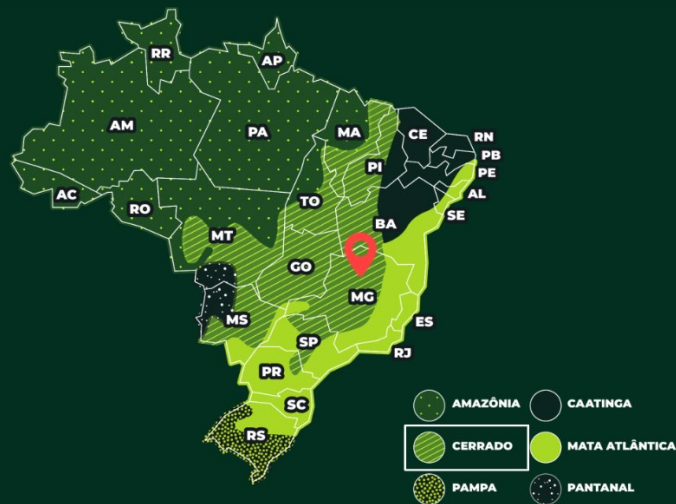 RR
AP
AM
PA
MA
CE
RN
PB
PE
AL
SE
PI
AC
RO
TO
BA
MT
GO
MG
MS
ES
SP
RJ
PR
SC
RS
AMAZÔNIA
CAATINGA
CERRADO
MATA ATLÂNTICA
PAMPA
PANTANAL